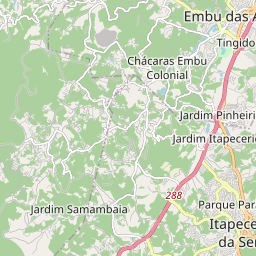 Embu das A
Tingido
Chácaras Embu
Colonial
Jardim Pinheiri
Jardim Itapeceric
288
Parque Para
Jardim Samambaia
Itapece
da Ser